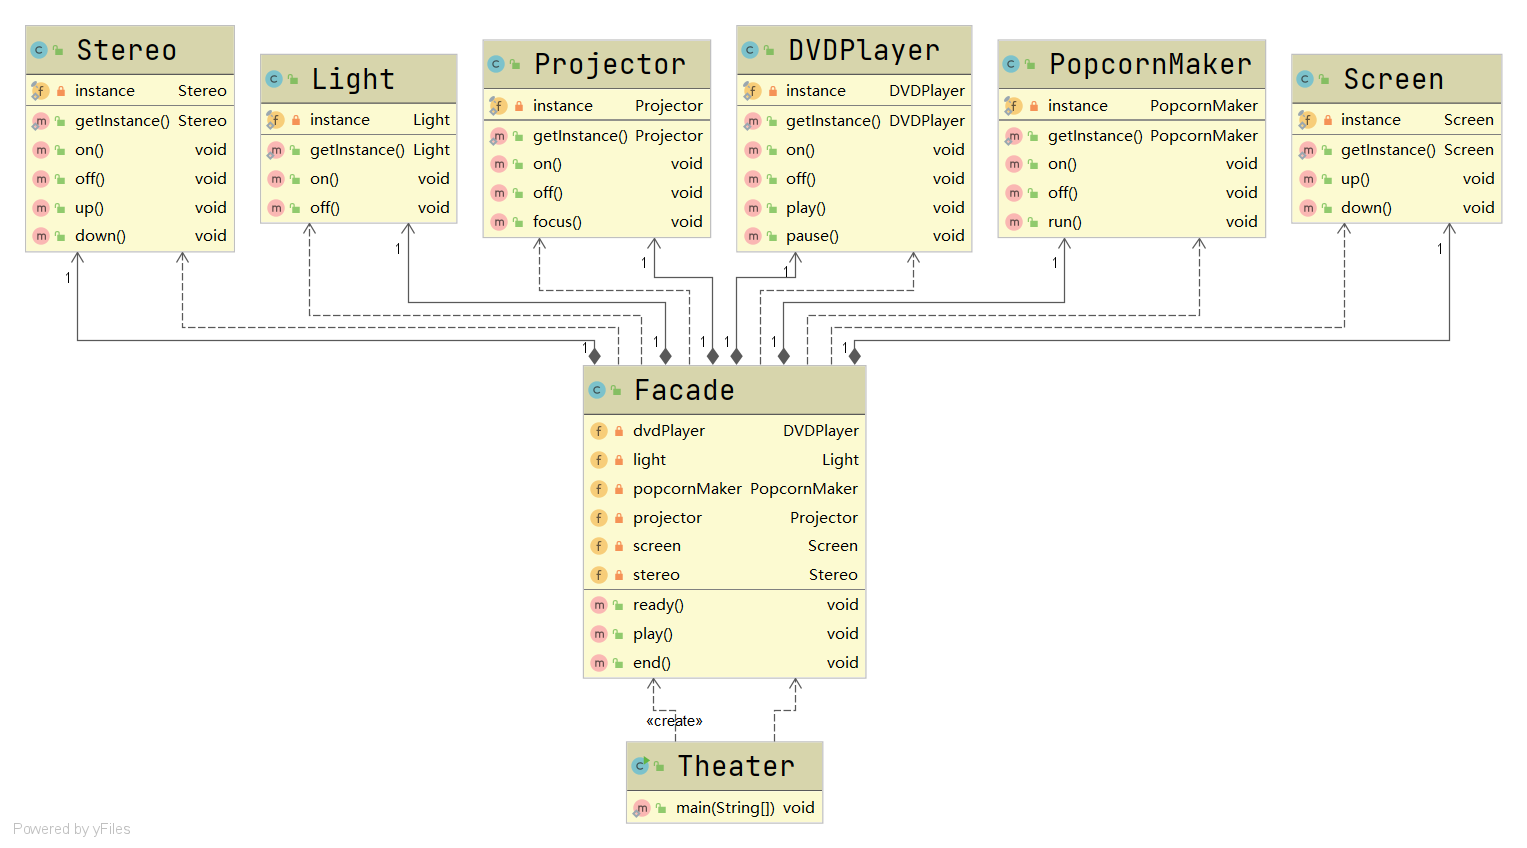 Stereo
instance Stereo
getInstance() Stereo
on() void
off() void
up() void
down() void
Light
instance Light
getInstance() Light
on() void
off() void
Projector
instance Projector
getInstance() Projector
on() void
off() void
focus() void
DVDPlayer
instance DVDPlayer
getInstance() DVDPlayer
on() void
off() void
play() void
pause() void
PopcornMaker
instance PopcornMaker
getInstance() PopcornMaker
on() void
off() void
run() void
Screen
instance Screen
getInstance() Screen
up() void
down() void
1 1 1 1 1 1
1 1 1 1 1 1
Facade
dvdPlayer DVDPlayer
light Light
popcornMaker PopcornMaker
projector Projector
screen Screen
stereo Stereo
ready() void
play() void
end() void
«create»
Theater
main(String[]) void
Powered by yFiles